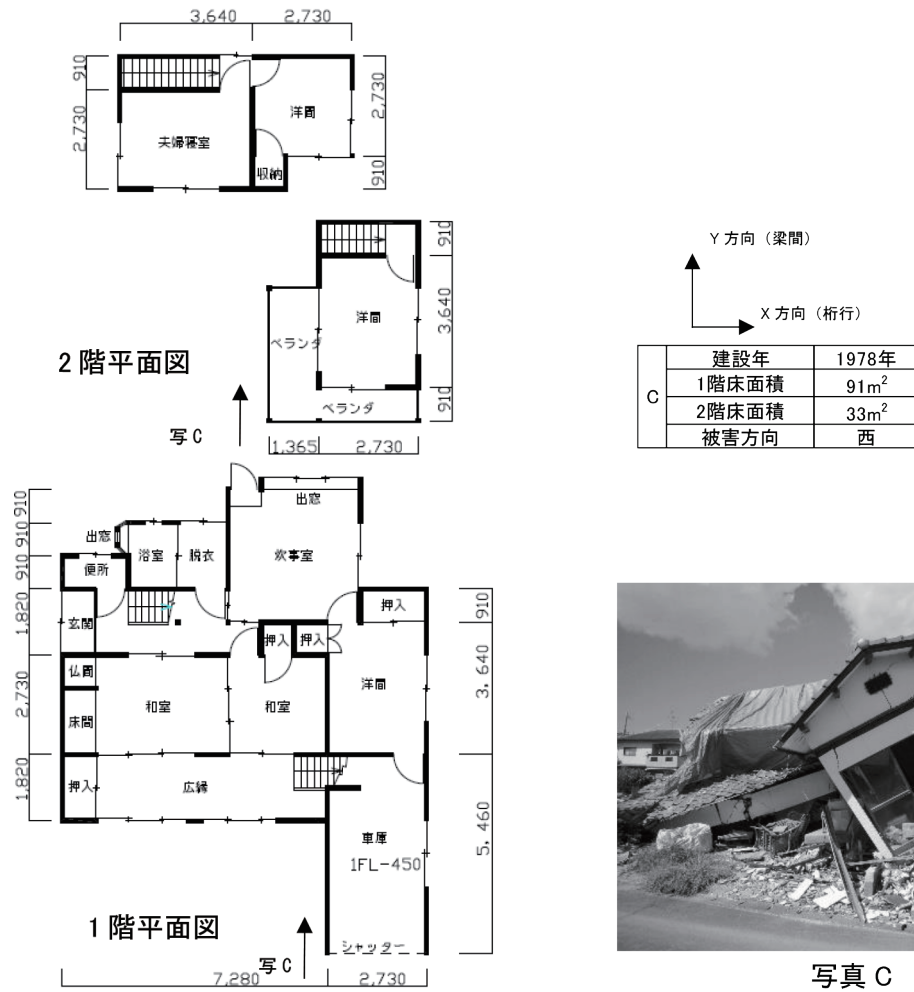 3,640
2,730
910
2,730
洋間
2,730
夫婦寝室
収納
910
910
洋間
3,640
ベランダ
2階平面図
ベランダ
910
写C
1,365
2,730
Y方向（梁間）
X方向（桁行）
C
建設年
1978年
1階床面積
91m²
2階床面積
33m²
被害方向
西
910
出窓
910
出窓
浴室
脱衣
炊事室
910
便所
1,820
押入
910
玄関
押入
押入
仏間
2,730
和室
和室
洋間
3,640
床間
1,820
押入
広縁
車庫
1FL-450
5,460
1階平面図
シャッター
写C
7,280
2,730
写真C